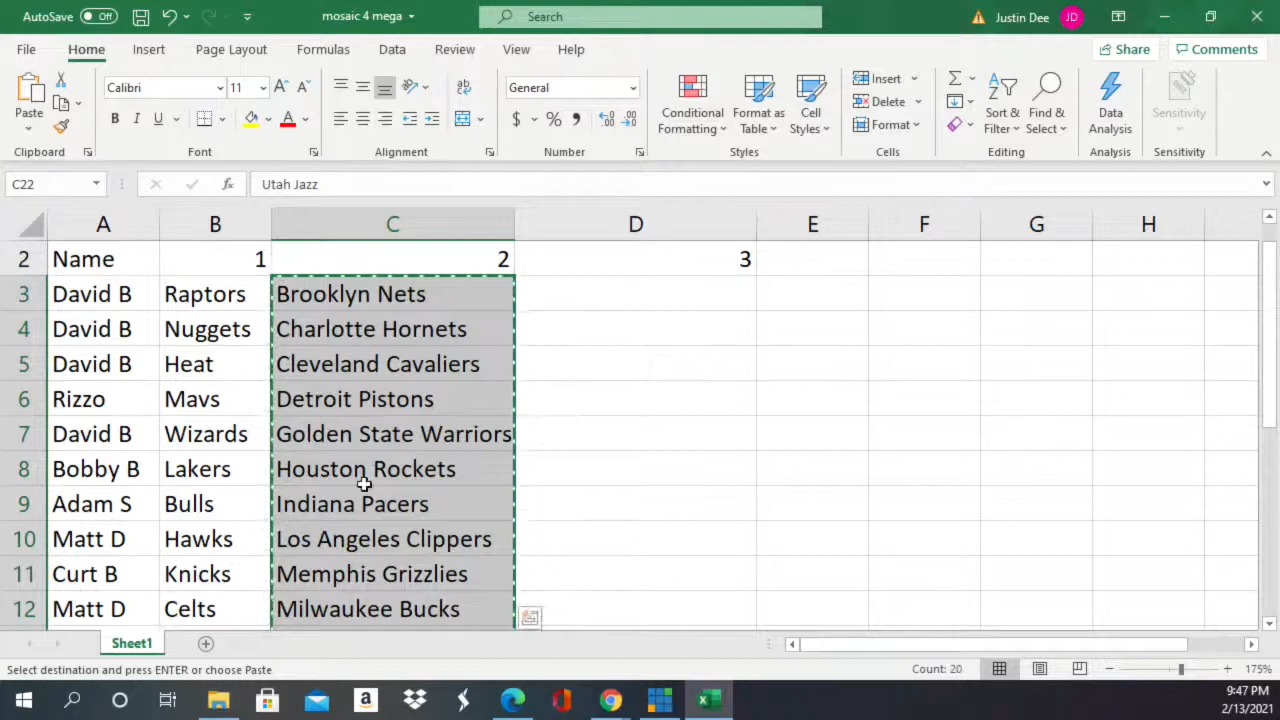 AutoSave Off mosaic 4 mega Search Justin Dee JD
File Home Insert Page Layout Formulas Data Review View Help Share Comments
Paste
Clipboard
Calibri 11
B I U A
Font
Alignment
General
$ % 9
Number
Conditional Formatting
Format as Table
Cell Styles
Styles
Insert
Delete
Format
Cells
Sort & Filter
Find & Select
Editing
Data Analysis
Analysis
Sensitivity
Sensitivity
C22 fx Utah Jazz
A B C D E F G H
2 Name 1 2 3
3 David B Raptors Brooklyn Nets
4 David B Nuggets Charlotte Hornets
5 David B Heat Cleveland Cavaliers
6 Rizzo Mavs Detroit Pistons
7 David B Wizards Golden State Warriors
8 Bobby B Lakers Houston Rockets
9 Adam S Bulls Indiana Pacers
10 Matt D Hawks Los Angeles Clippers
11 Curt B Knicks Memphis Grizzlies
12 Matt D Celts Milwaukee Bucks
Sheet1
Select destination and press ENTER or choose Paste Count: 20 175%
9:47 PM
2/13/2021